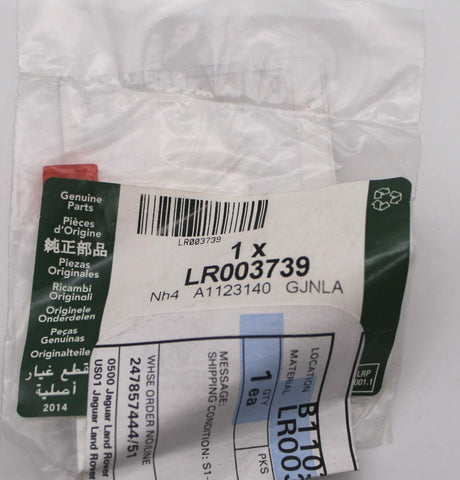 Genuine
Parts
Pièces
d'Origine
純正部品
Piezas
Originales
Ricambi
Originali
Originele
Onderdelen
Peças
Genuinas
Originalteile
قطع غيار
أصلية
2014
LR003739
1 x
LR003739
Nh4 A1123140 GJNLA
LRP
001.1
LOCATION
MATERIAL
QTY
1 ea
PKS
MESSAGE:
SHIPPING CONDITION: S1-
WHSE ORDER NO/LINE
247857444/51
0500 Jaguar Land Rover
US01 Jaguar Land Rover